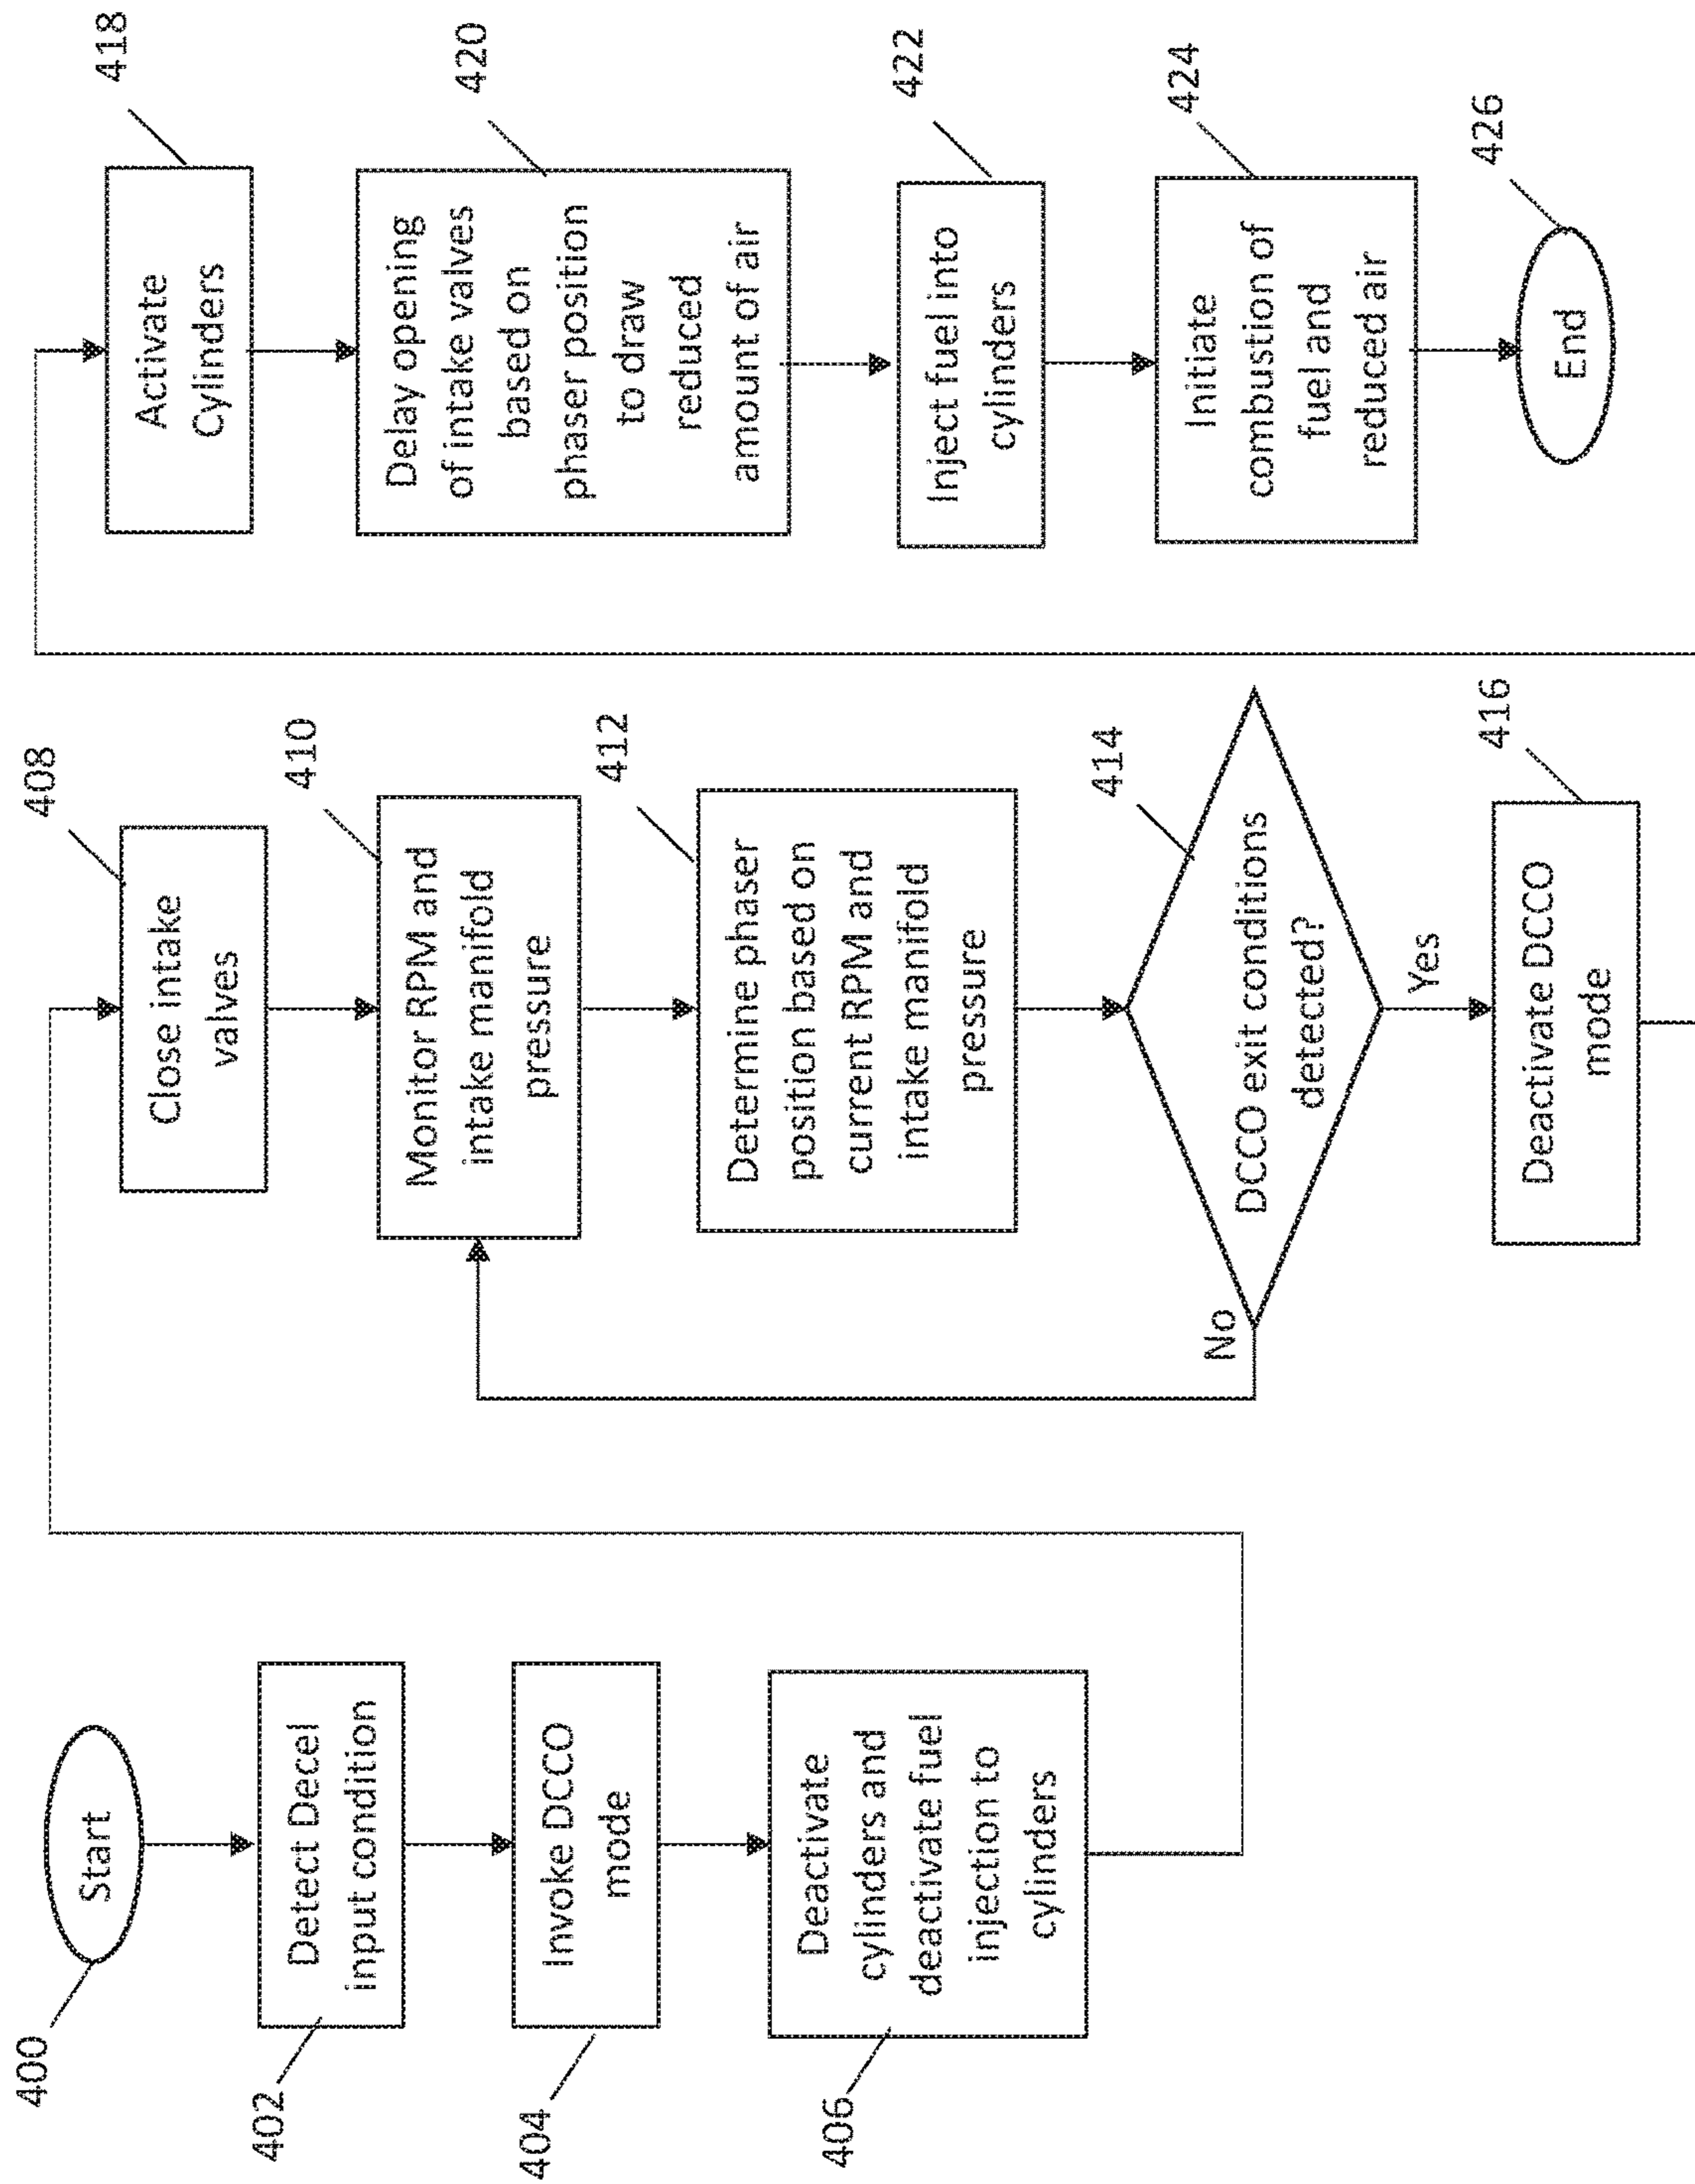 400
Start
402
Detect Decel
input condition
404
Invoke DCCO
mode
406
Deactivate
cylinders and
deactivate fuel
injection to
cylinders
408
Close intake
valves
410
Monitor RPM and
intake manifold
pressure
412
Determine phaser
position based on
current RPM and
intake manifold
pressure
414
DCCO exit conditions
detected?
No
Yes
416
Deactivate DCCO
mode
418
Activate
Cylinders
420
Delay opening
of intake valves
based on
phaser position
to draw
reduced
amount of air
422
Inject fuel into
cylinders
424
Initiate
combustion of
fuel and
reduced air
426
End